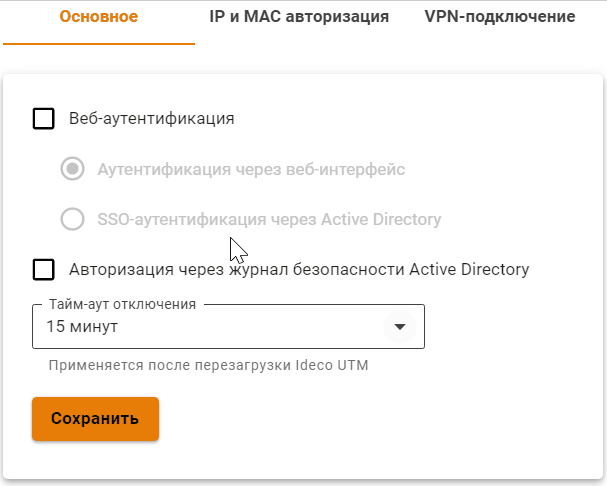 Основное IP и MAC авторизация VPN-подключение
Веб-аутентификация
Аутентификация через веб-интерфейс
SSO-аутентификация через Active Directory
Авторизация через журнал безопасности Active Directory
Тайм-аут отключения
15 минут
Применяется после перезагрузки Ideco UTM
Сохранить